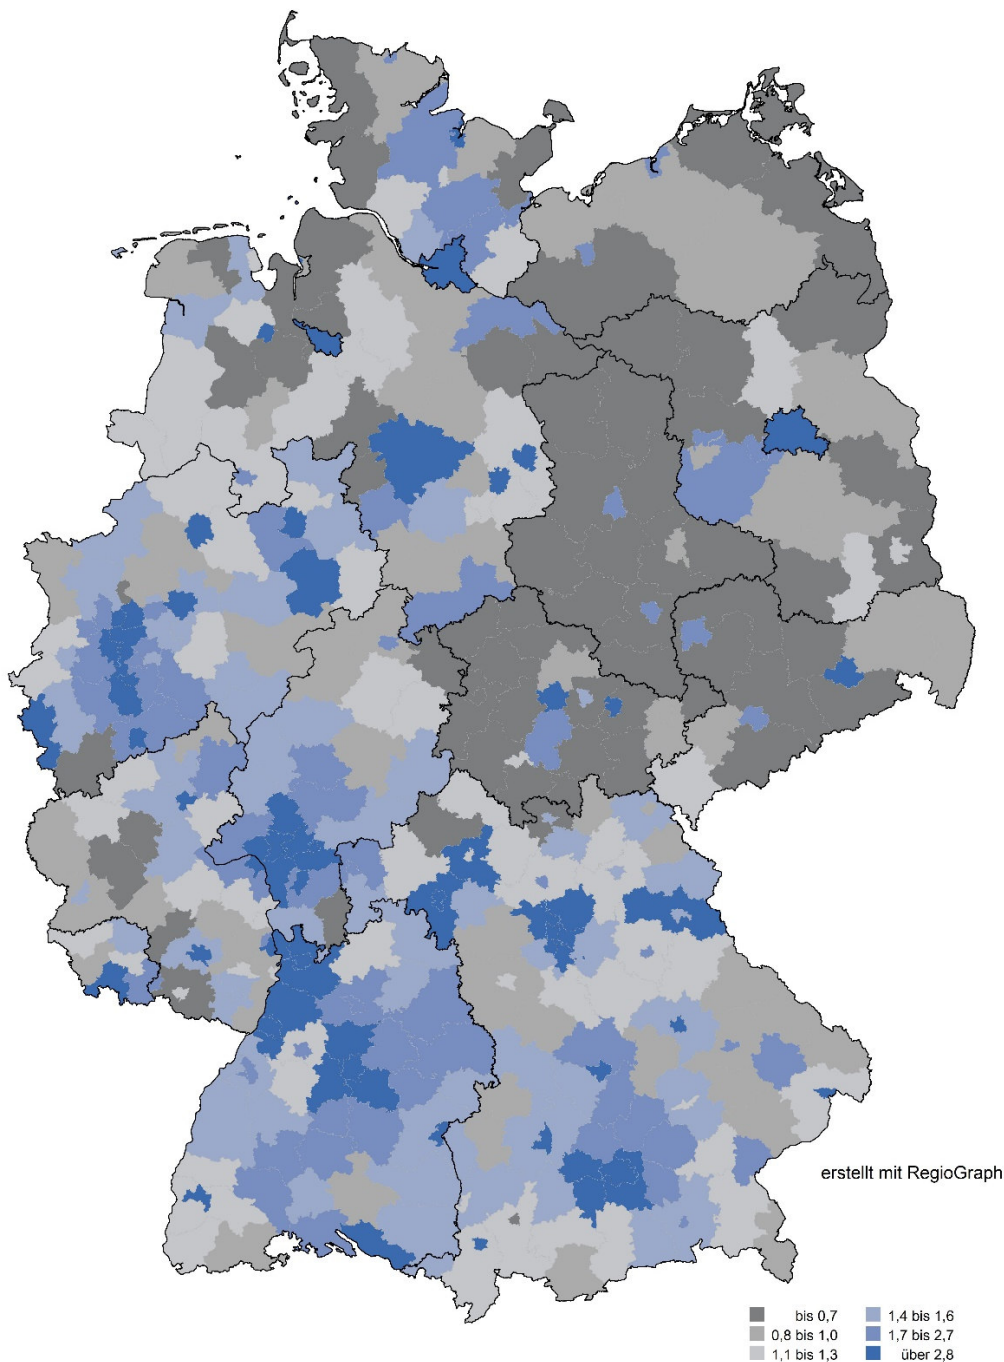 erstellt mit RegioGraph
bis 0,7
0,8 bis 1,0
1,1 bis 1,3
1,4 bis 1,6
1,7 bis 2,7
über 2,8